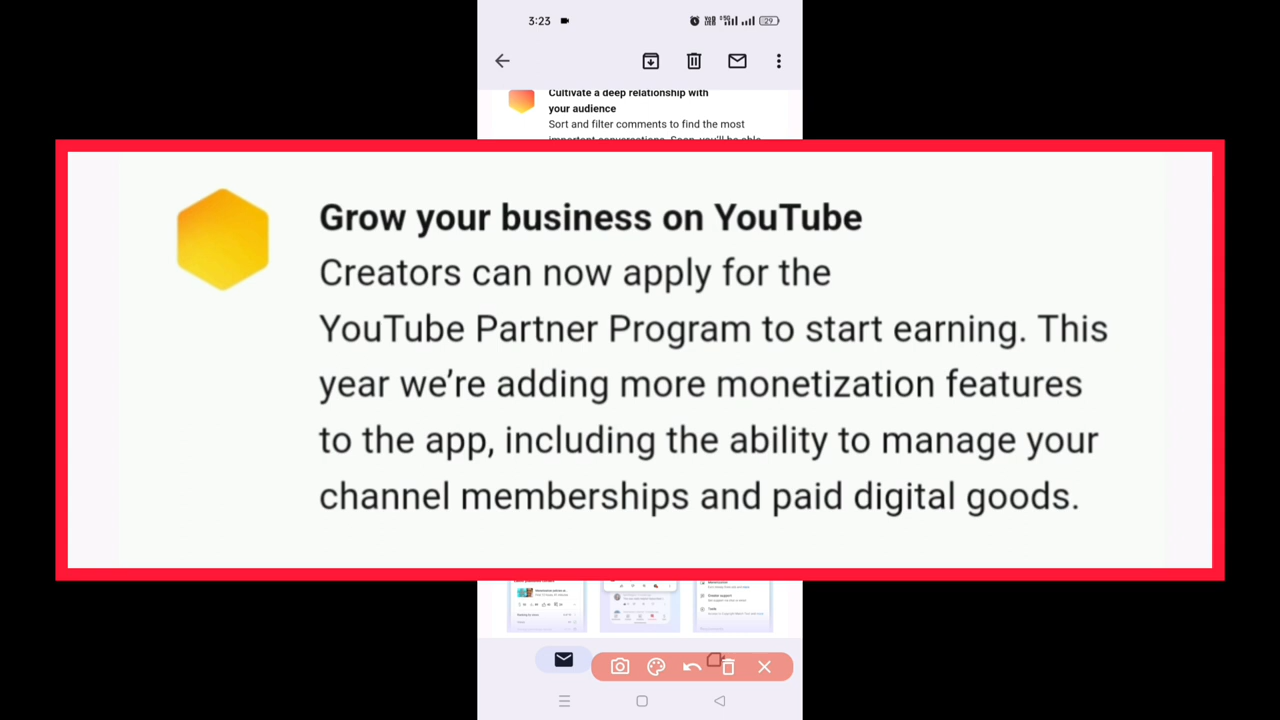 3:23
29
Cultivate a deep relationship with
your audience
Sort and filter comments to find the most
Grow your business on YouTube
Creators can now apply for the
YouTube Partner Program to start earning. This
year we’re adding more monetization features
to the app, including the ability to manage your
channel memberships and paid digital goods.